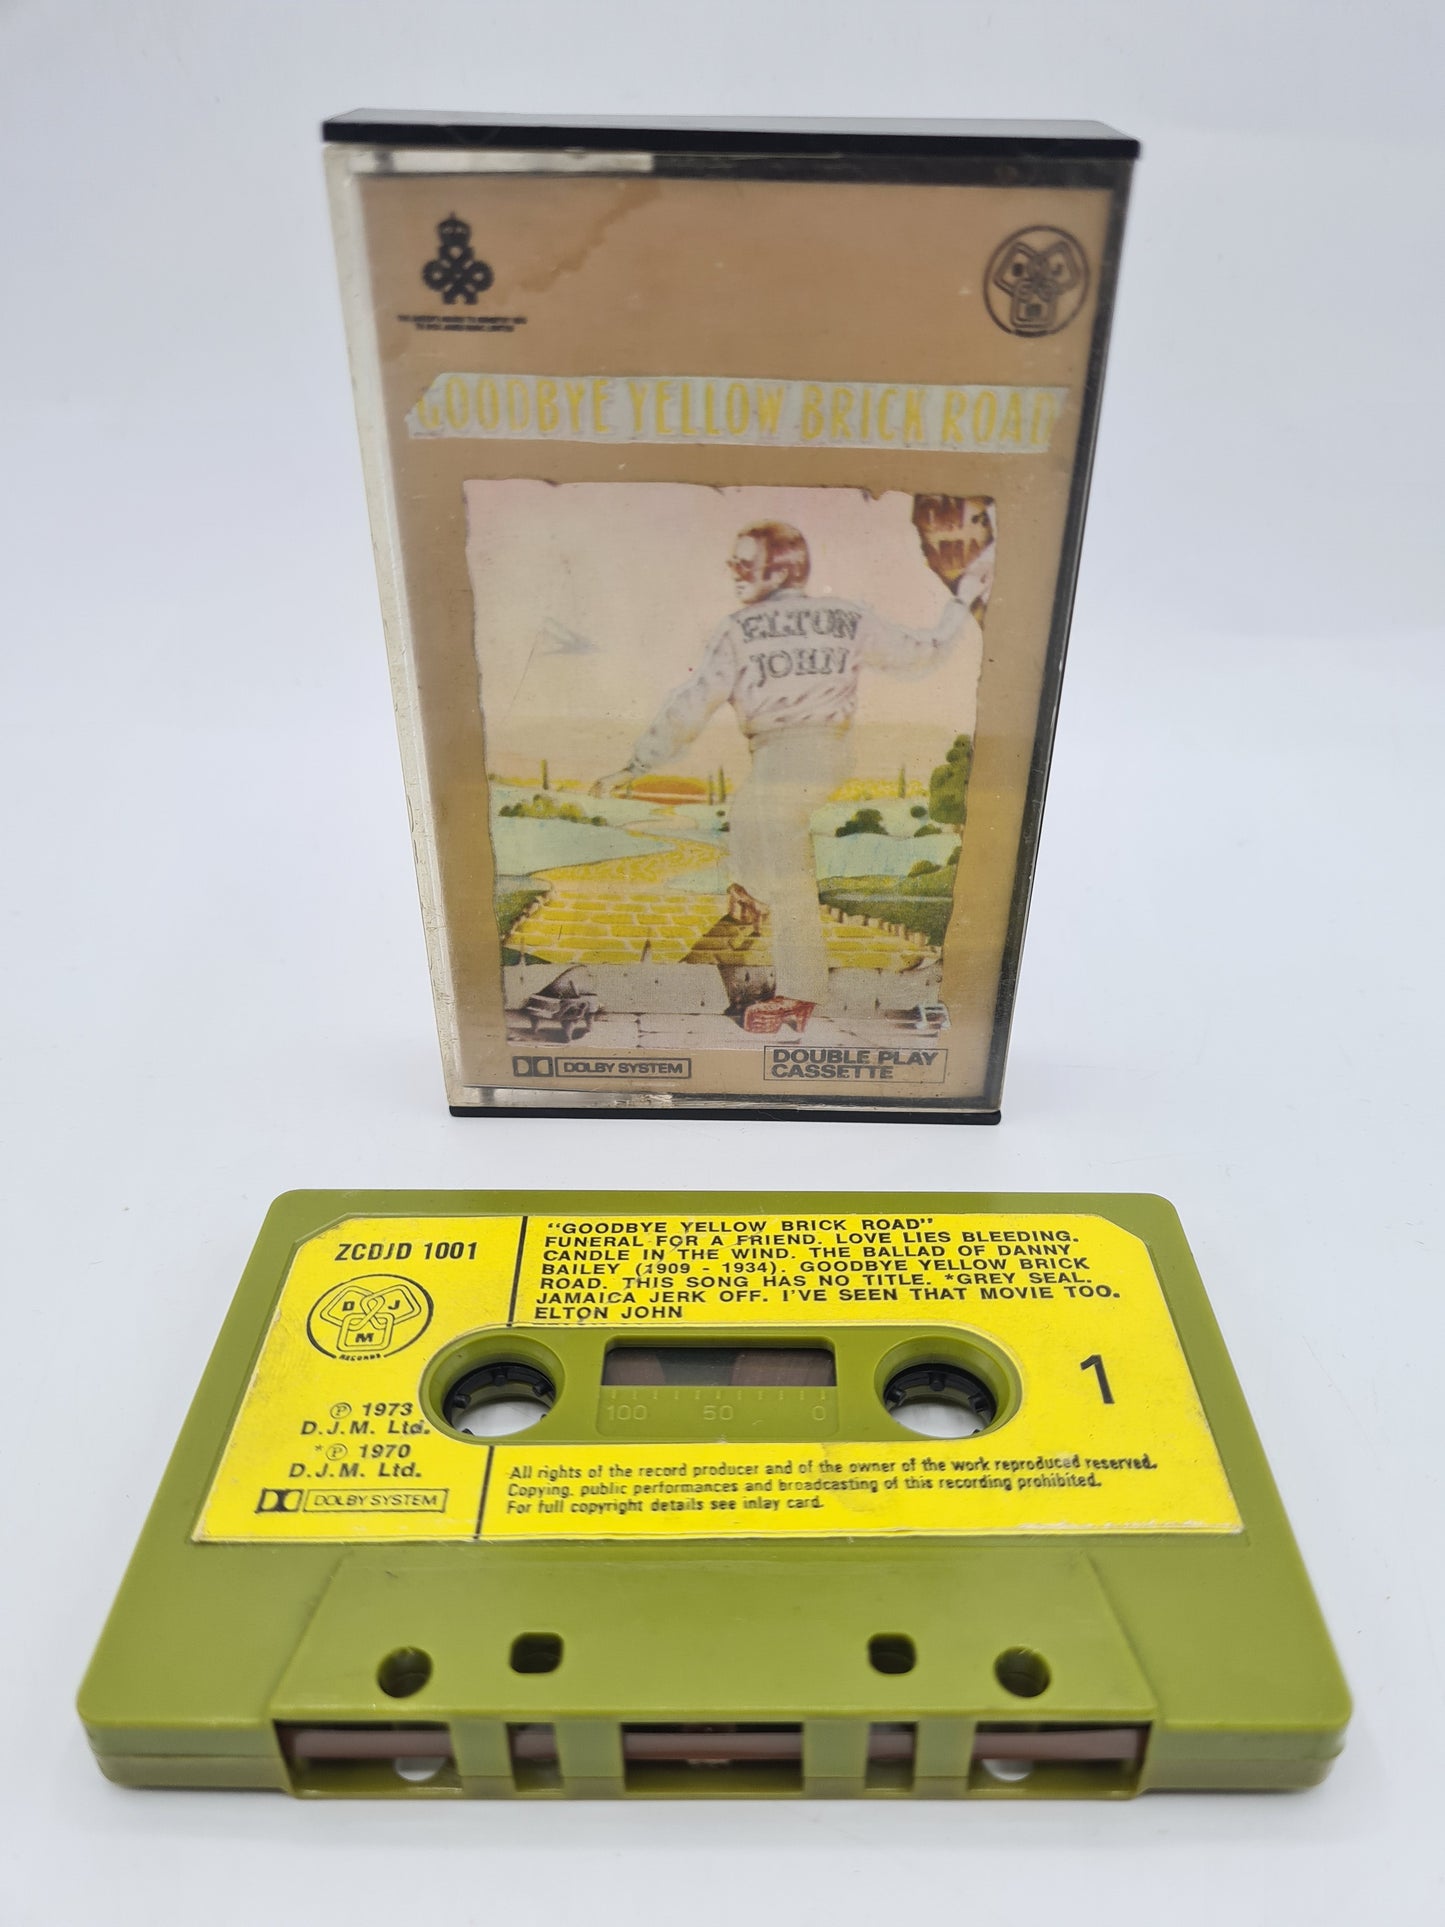 GOODBYE YELLOW BRICK ROAD
D J
M
ELTON
JOHN
DOLBY SYSTEM
DOUBLE PLAY
CASSETTE
ZCDJD 1001
D J
M
RECORDS
℗ 1973
D.J.M. Ltd.
*℗ 1970
D.J.M. Ltd.
DOLBY SYSTEM
"GOODBYE YELLOW BRICK ROAD"
FUNERAL FOR A FRIEND. LOVE LIES BLEEDING.
CANDLE IN THE WIND. THE BALLAD OF DANNY
BAILEY (1909 - 1934). GOODBYE YELLOW BRICK
ROAD. THIS SONG HAS NO TITLE. *GREY SEAL.
JAMAICA JERK OFF. I'VE SEEN THAT MOVIE TOO.
ELTON JOHN
1
100 50 0
All rights of the record producer and of the owner of the work reproduced reserved.
Copying, public performances and broadcasting of this recording prohibited.
For full copyright details see inlay card.